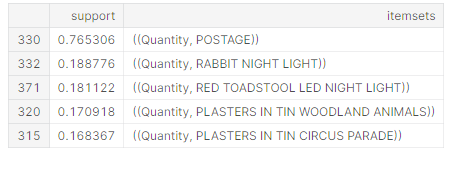 support itemsets
330 0.765306 ((Quantity, POSTAGE))
332 0.188776 ((Quantity, RABBIT NIGHT LIGHT))
371 0.181122 ((Quantity, RED TOADSTOOL LED NIGHT LIGHT))
320 0.170918 ((Quantity, PLASTERS IN TIN WOODLAND ANIMALS))
315 0.168367 ((Quantity, PLASTERS IN TIN CIRCUS PARADE))